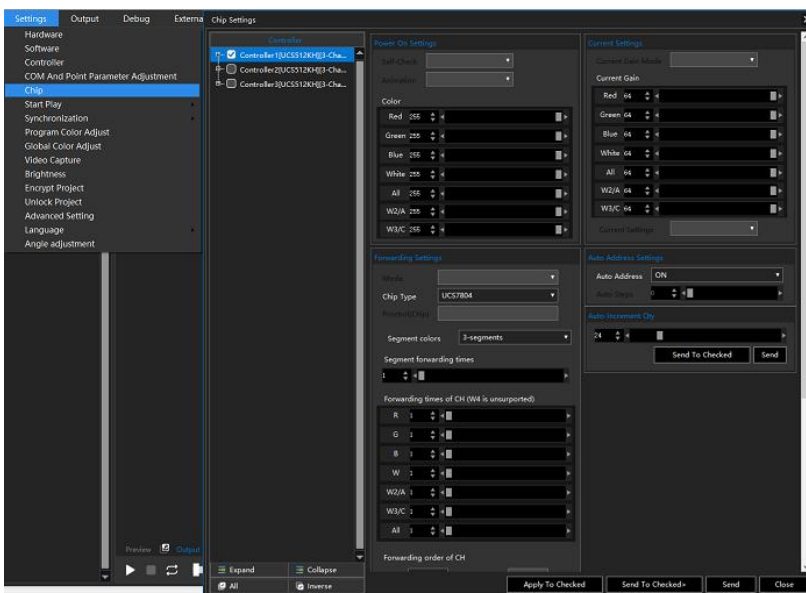 Settings Output Debug Externa
Hardware
Software
Controller
COM And Point Parameter Adjustment
Chip
Start Play
Synchronization
Program Color Adjust
Global Color Adjust
Video Capture
Brightness
Encrypt Project
Unlock Project
Advanced Setting
Language
Angle adjustment
Preview Output
Chip Settings
Controller
Controller1[UCS512KH][3-Cha...
Controller2[UCS512KH][3-Cha...
Controller3[UCS512KH][3-Cha...
Expand Collapse
All Inverse
Power On Settings
Self-Check
Animation
Color
Red 255
Green 255
Blue 255
White 255
All 255
W2/A 255
W3/C 255
Forwarding Settings
Mode
Chip Type UCS7804
Segment colors 3-segments
Segment forwarding times
1
Forwarding times of CH (W4 is unsurported)
R 1
G 1
B 1
W 1
W2/A 1
W3/C 1
All 1
Forwarding order of CH
Current Settings
Current Gain Mode
Current Gain
Red 64
Green 64
Blue 64
White 64
All 64
W2/A 64
W3/C 64
Current Settings
Auto Address Settings
Auto Address ON
Auto Steps 0
Auto Increment Qty
24
Send To Checked Send
Apply To Checked Send To Checked» Send Close